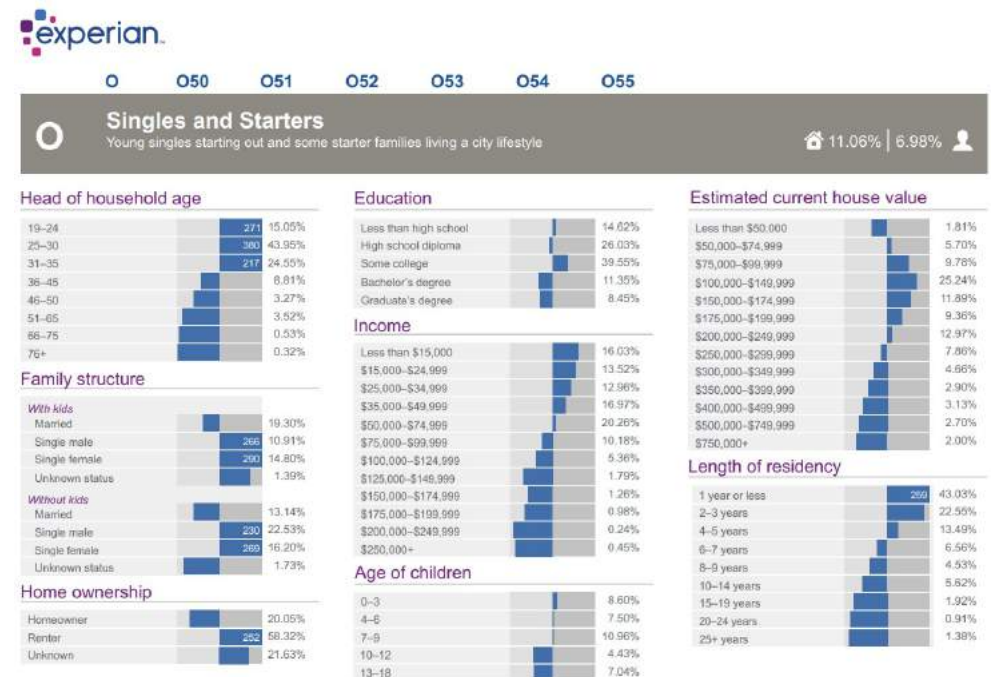 experian™
O O50 O51 O52 O53 O54 O55
O
Singles and Starters
Young singles starting out and some starter families living a city lifestyle
11.06% | 6.98%
Head of household age
19–24 271 15.05%
25–30 380 43.95%
31–35 217 24.55%
36–45 8.81%
46–50 3.27%
51–65 3.52%
66–75 0.53%
76+ 0.32%
Family structure
With kids
Married 19.30%
Single male 266 10.91%
Single female 290 14.80%
Unknown status 1.39%
Without kids
Married 13.14%
Single male 230 22.53%
Single female 269 16.20%
Unknown status 1.73%
Home ownership
Homeowner 20.05%
Renter 252 58.32%
Unknown 21.63%
Education
Less than high school 14.62%
High school diploma 26.03%
Some college 39.55%
Bachelor's degree 11.35%
Graduate's degree 8.45%
Income
Less than $15,000 16.03%
$15,000–$24,999 13.52%
$25,000–$34,999 12.96%
$35,000–$49,999 16.97%
$50,000–$74,999 20.26%
$75,000–$99,999 10.18%
$100,000–$124,999 5.36%
$125,000–$149,999 1.79%
$150,000–$174,999 1.26%
$175,000–$199,999 0.98%
$200,000–$249,999 0.24%
$250,000+ 0.45%
Age of children
0–3 8.60%
4–6 7.50%
7–9 10.96%
10–12 4.43%
13–18 7.04%
Estimated current house value
Less than $50,000 1.81%
$50,000–$74,999 5.70%
$75,000–$99,999 9.78%
$100,000–$149,999 25.24%
$150,000–$174,999 11.89%
$175,000–$199,999 9.36%
$200,000–$249,999 12.97%
$250,000–$299,999 7.86%
$300,000–$349,999 4.66%
$350,000–$399,999 2.90%
$400,000–$499,999 3.13%
$500,000–$749,999 2.70%
$750,000+ 2.00%
Length of residency
1 year or less 259 43.03%
2–3 years 22.55%
4–5 years 13.49%
6–7 years 6.56%
8–9 years 4.53%
10–14 years 5.62%
15–19 years 1.92%
20–24 years 0.91%
25+ years 1.38%